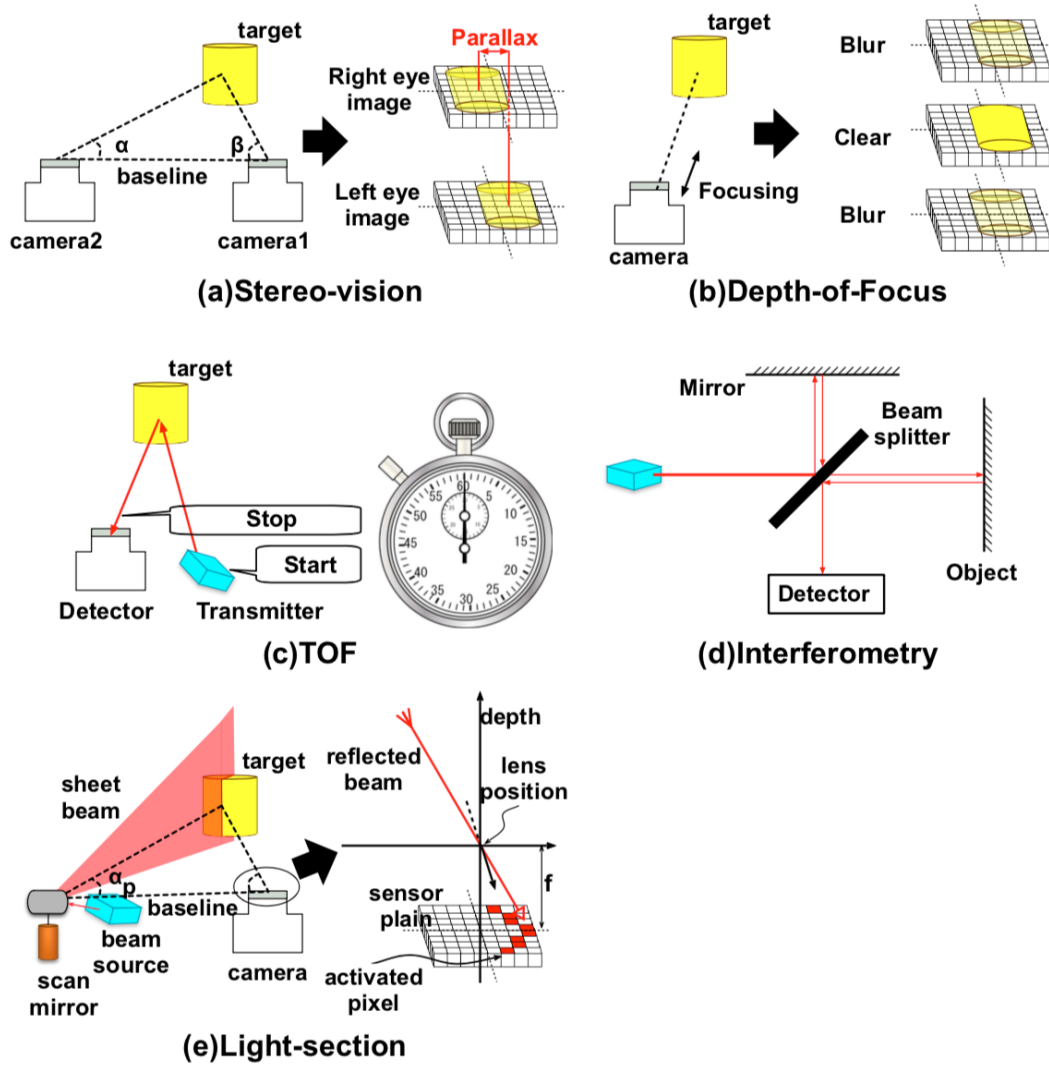 target
Parallax
Right eye
image
α
β
baseline
Left eye
image
camera2
camera1
(a)Stereo-vision
target
Blur
Clear
Focusing
Blur
camera
(b)Depth-of-Focus
target
Stop
Start
Detector
Transmitter
60
5
10
15
20
25
30
35
40
45
50
55
(c)TOF
Mirror
Beam
splitter
Object
Detector
(d)Interferometry
sheet
beam
target
αp
baseline
beam
source
scan
mirror
camera
depth
reflected
beam
lens
position
f
sensor
plain
activated
pixel
(e)Light-section